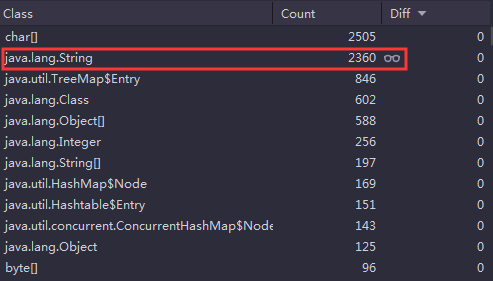 Class Count Diff
char[] 2505 0
java.lang.String 2360 0
java.util.TreeMap$Entry 846 0
java.lang.Class 602 0
java.lang.Object[] 588 0
java.lang.Integer 256 0
java.lang.String[] 197 0
java.util.HashMap$Node 169 0
java.util.Hashtable$Entry 151 0
java.util.concurrent.ConcurrentHashMap$Node 143 0
java.lang.Object 125 0
byte[] 96 0